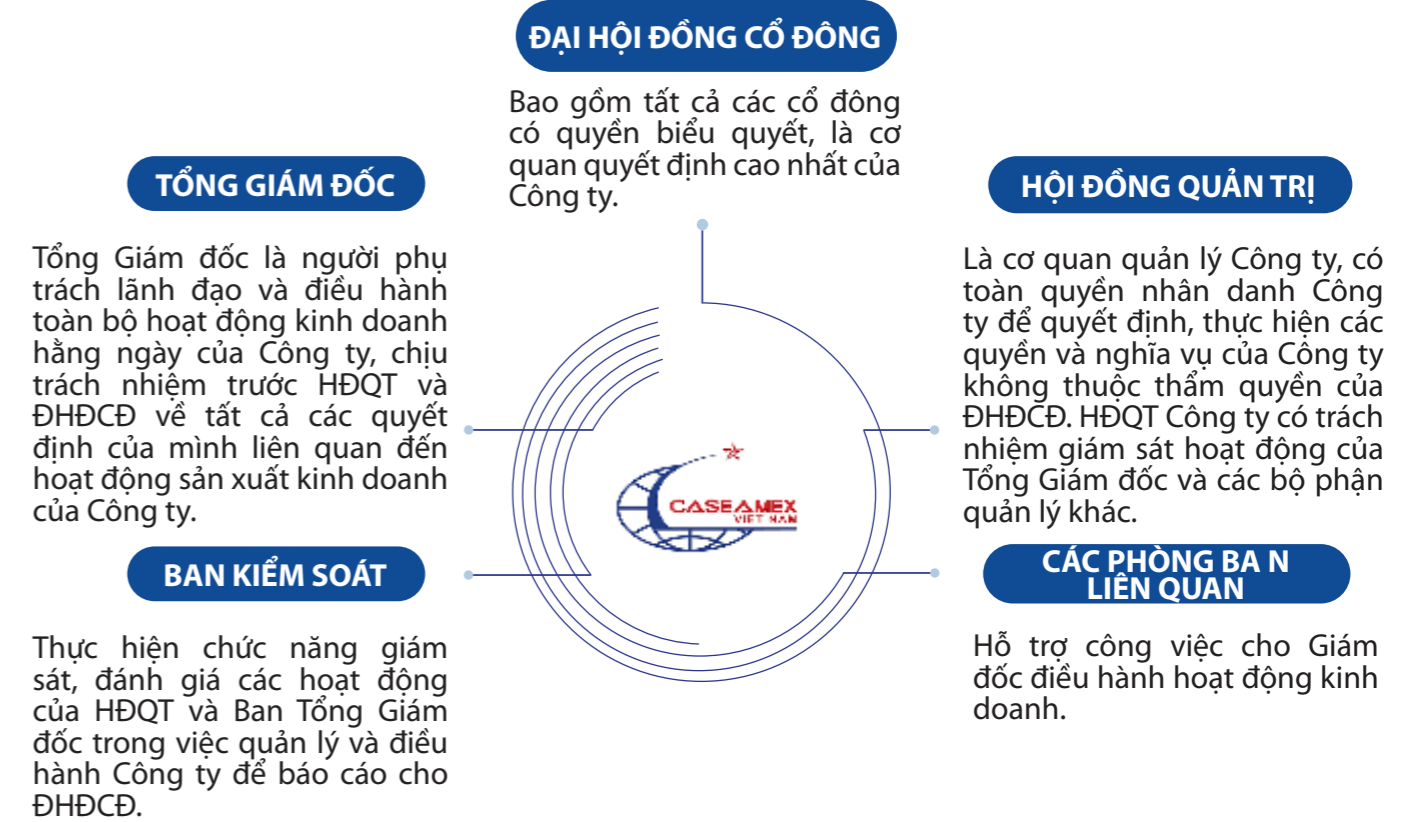 ĐẠI HỘI ĐỒNG CỔ ĐÔNG
Bao gồm tất cả các cổ đông
có quyền biểu quyết, là cơ
quan quyết định cao nhất của
Công ty.
TỔNG GIÁM ĐỐC
Tổng Giám đốc là người phụ
trách lãnh đạo và điều hành
toàn bộ hoạt động kinh doanh
hằng ngày của Công ty, chịu
trách nhiệm trước HĐQT và
ĐHĐCĐ về tất cả các quyết
định của mình liên quan đến
hoạt động sản xuất kinh doanh
của Công ty.
HỘI ĐỒNG QUẢN TRỊ
Là cơ quan quản lý Công ty, có
toàn quyền nhân danh Công
ty để quyết định, thực hiện các
quyền và nghĩa vụ của Công ty
không thuộc thẩm quyền của
ĐHĐCĐ. HĐQT Công ty có trách
nhiệm giám sát hoạt động của
Tổng Giám đốc và các bộ phận
quản lý khác.
CASEAMEX
VIET NAM
BAN KIỂM SOÁT
Thực hiện chức năng giám
sát, đánh giá các hoạt động
của HĐQT và Ban Tổng Giám
đốc trong việc quản lý và điều
hành Công ty để báo cáo cho
ĐHĐCĐ.
CÁC PHÒNG BA N
LIÊN QUAN
Hỗ trợ công việc cho Giám
đốc điều hành hoạt động kinh
doanh.